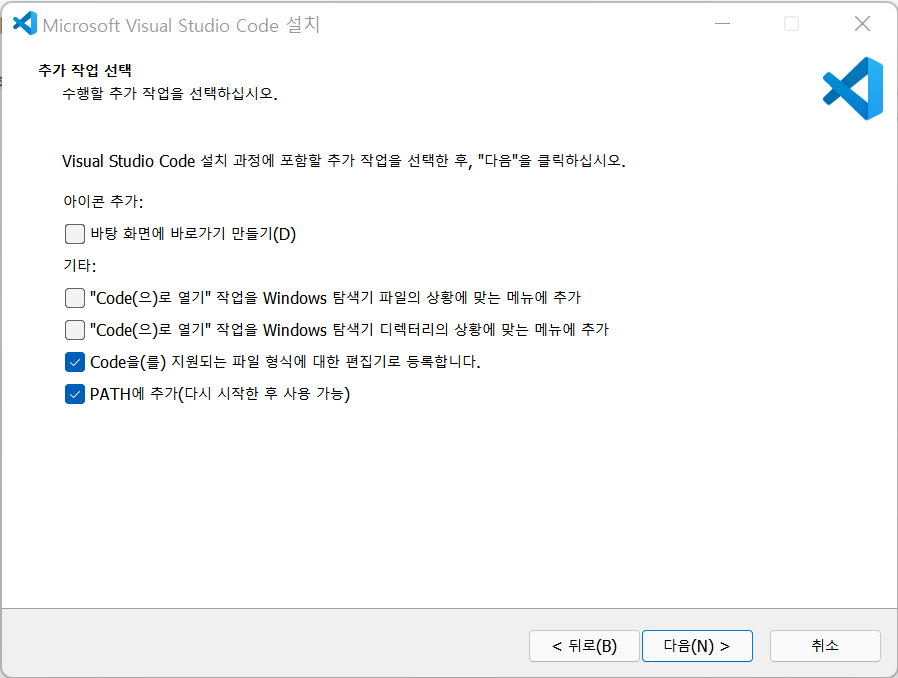 Microsoft Visual Studio Code 설치
추가 작업 선택
수행할 추가 작업을 선택하십시오.
Visual Studio Code 설치 과정에 포함할 추가 작업을 선택한 후, "다음"을 클릭하십시오.
아이콘 추가:
바탕 화면에 바로가기 만들기(D)
기타:
"Code(으)로 열기" 작업을 Windows 탐색기 파일의 상황에 맞는 메뉴에 추가
"Code(으)로 열기" 작업을 Windows 탐색기 디렉터리의 상황에 맞는 메뉴에 추가
Code을(를) 지원되는 파일 형식에 대한 편집기로 등록합니다.
PATH에 추가(다시 시작한 후 사용 가능)
< 뒤로(B) 다음(N) > 취소